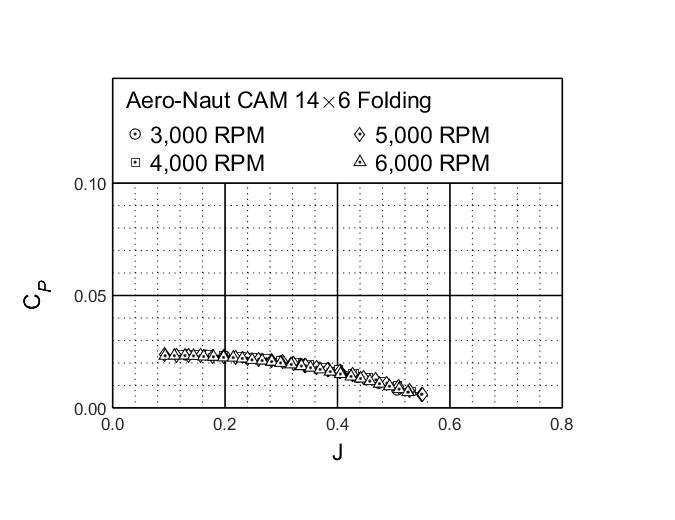 Aero-Naut CAM 14×6 Folding
3,000 RPM 5,000 RPM
4,000 RPM 6,000 RPM
0.10
0.05
0.00
C_P
0.0 0.2 0.4 0.6 0.8
J